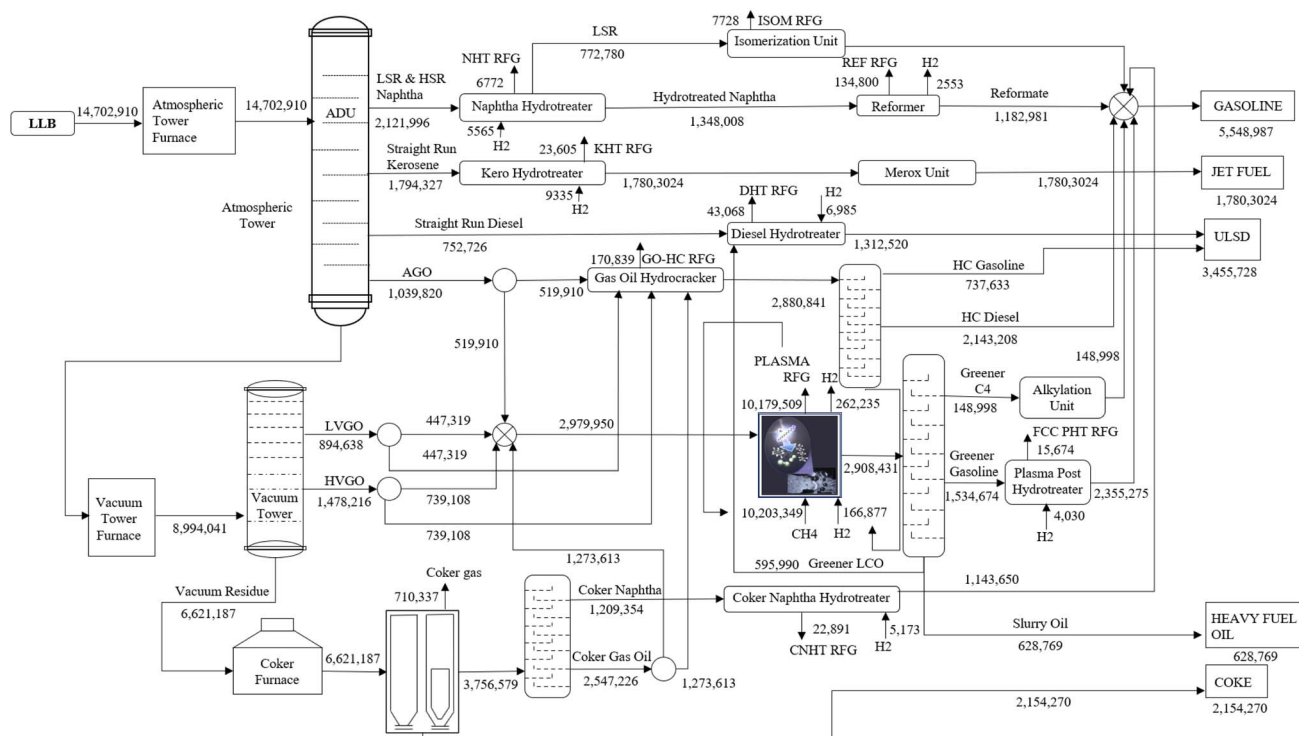 LSR
772,780
7728
ISOM RFG
Isomerization Unit
NHT RFG
6772
REF RFG
134,800
H2
2553
LLB
14,702,910
Atmospheric
Tower
Furnace
14,702,910
ADU
LSR & HSR
Naphtha
2,121,996
Naphtha Hydrotreater
5565
H2
Hydrotreated Naphtha
1,348,008
Reformer
Reformate
1,182,981
GASOLINE
5,548,987
Straight Run
Kerosene
1,794,327
23,605
KHT RFG
Kero Hydrotreater
9335
H2
1,780,3024
Merox Unit
1,780,3024
JET FUEL
1,780,3024
Atmospheric
Tower
Straight Run Diesel
752,726
DHT RFG
43,068
H2
6,985
Diesel Hydrotreater
1,312,520
ULSD
3,455,728
AGO
1,039,820
519,910
170,839
GO-HC RFG
Gas Oil Hydrocracker
2,880,841
HC Gasoline
737,633
HC Diesel
2,143,208
519,910
PLASMA
RFG
10,179,509
H2
262,235
148,998
Greener
C4
148,998
Alkylation
Unit
LVGO
894,638
447,319
447,319
2,979,950
2,908,431
FCC PHT RFG
15,674
Greener
Gasoline
1,534,674
Plasma Post
Hydrotreater
2,355,275
4,030
H2
HVGO
1,478,216
739,108
739,108
Vacuum
Tower
Vacuum
Tower
Furnace
8,994,041
10,203,349
CH4
166,877
H2
1,273,613
595,990
Greener LCO
1,143,650
Vacuum Residue
6,621,187
Coker gas
710,337
Coker Naphtha
1,209,354
Coker Naphtha Hydrotreater
22,891
CNHT RFG
5,173
H2
Coker
Furnace
6,621,187
3,756,579
Coker Gas Oil
2,547,226
1,273,613
Slurry Oil
628,769
HEAVY FUEL
OIL
628,769
2,154,270
COKE
2,154,270